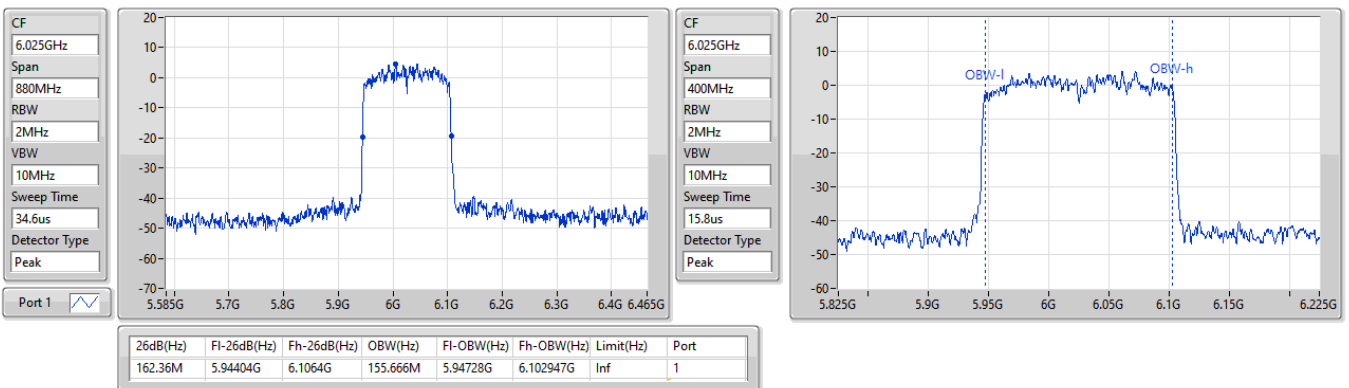 CF
6.025GHz
Span
880MHz
RBW
2MHz
VBW
10MHz
Sweep Time
34.6us
Detector Type
Peak
Port 1
20
10
0
-10
-20
-30
-40
-50
-60
-70
5.585G 5.7G 5.8G 5.9G 6G 6.1G 6.2G 6.3G 6.4G 6.465G
CF
6.025GHz
Span
400MHz
RBW
2MHz
VBW
10MHz
Sweep Time
15.8us
Detector Type
Peak
20
10
0
-10
-20
-30
-40
-50
-60
OBW-l OBW-h
5.825G 5.9G 5.95G 6G 6.05G 6.1G 6.15G 6.225G
26dB(Hz) Fl-26dB(Hz) Fh-26dB(Hz) OBW(Hz) Fl-OBW(Hz) Fh-OBW(Hz) Limit(Hz) Port
162.36M 5.94404G 6.1064G 155.666M 5.94728G 6.102947G Inf 1